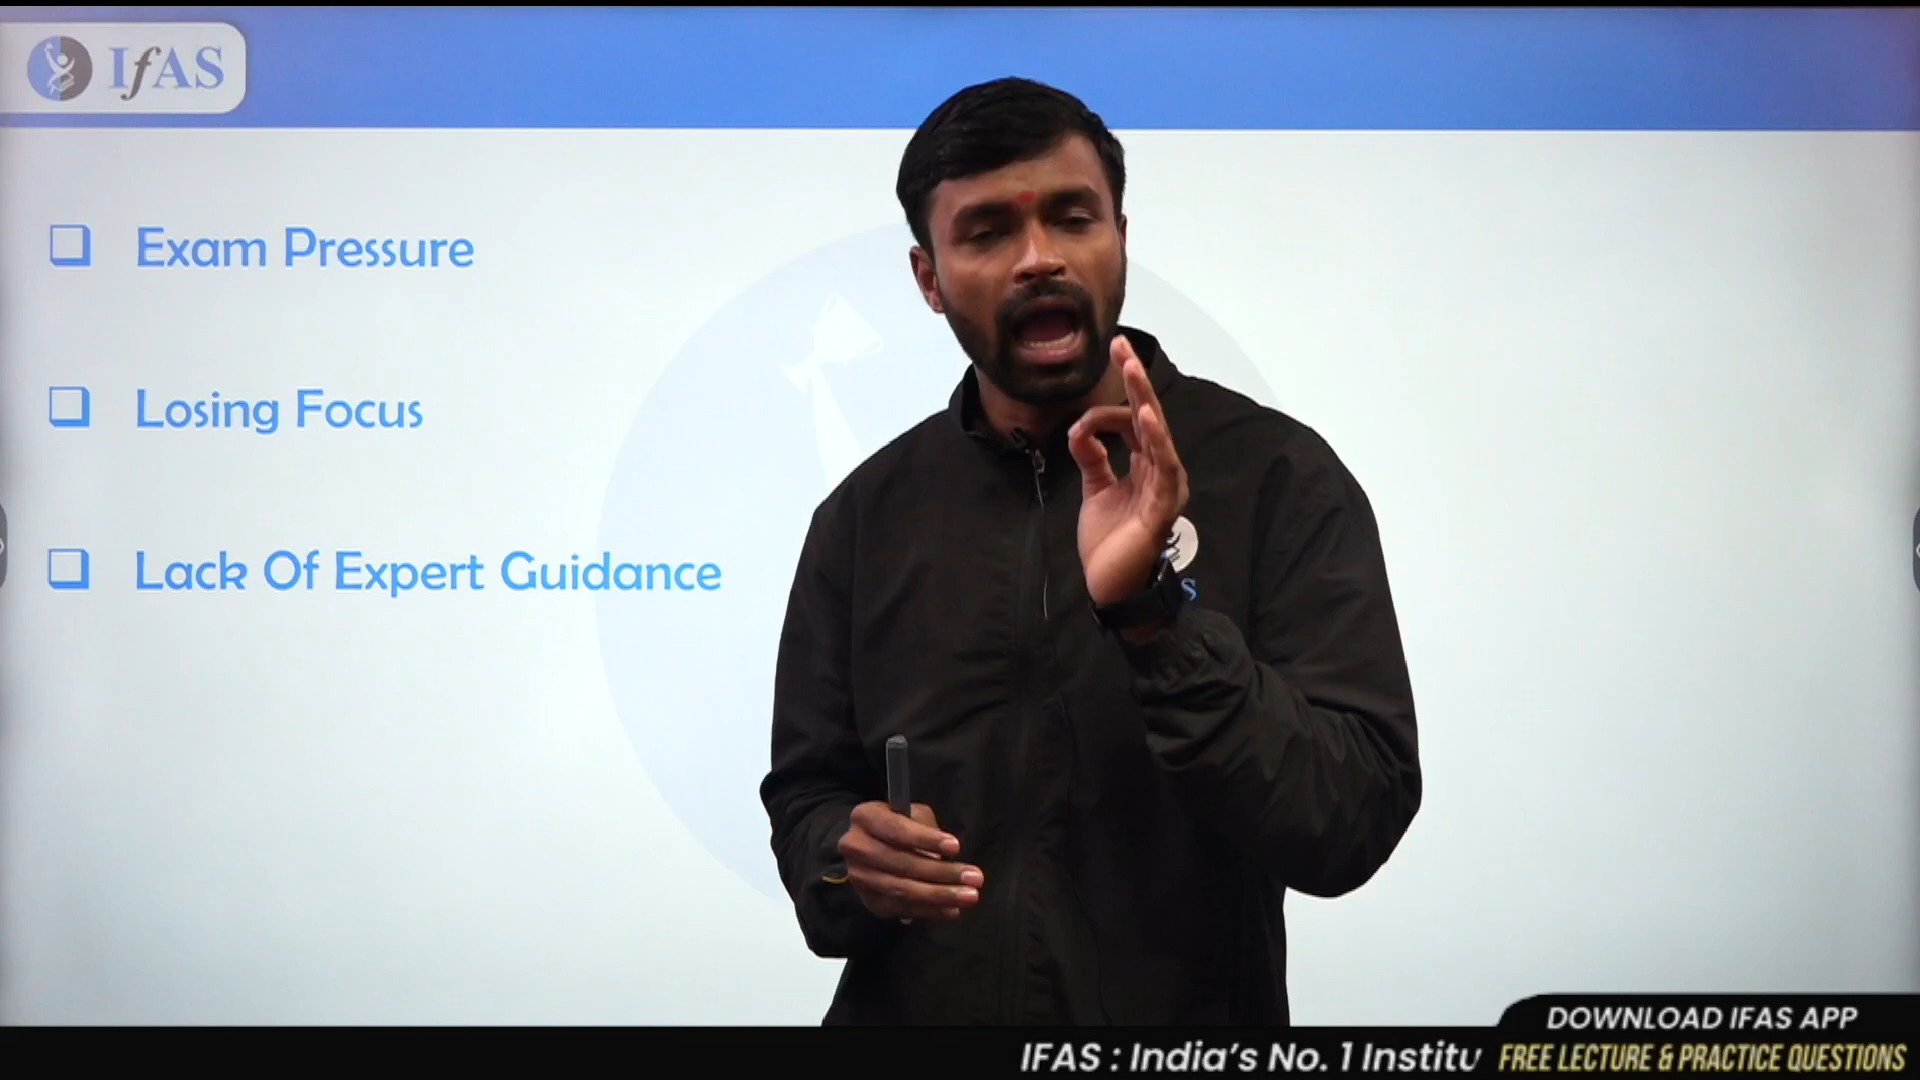 IfAS
Exam Pressure
Losing Focus
Lack Of Expert Guidance
S
DOWNLOAD IFAS APP
IFAS : India's No. 1 Institu
FREE LECTURE & PRACTICE QUESTIONS